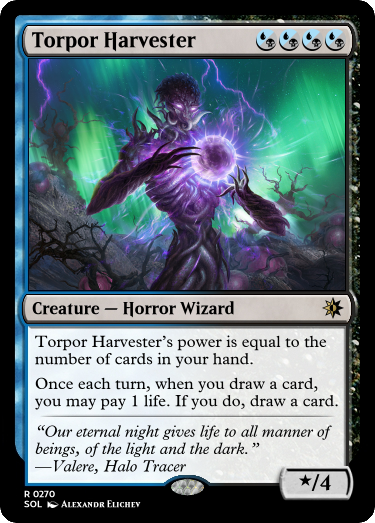 Torpor Harvester
Creature — Horror Wizard
Torpor Harvester's power is equal to the
number of cards in your hand.
Once each turn, when you draw a card,
you may pay 1 life. If you do, draw a card.
"Our eternal night gives life to all manner of
beings, of the light and the dark."
—Valere, Halo Tracer
R 0270
SOL Alexandr Elichev
★/4